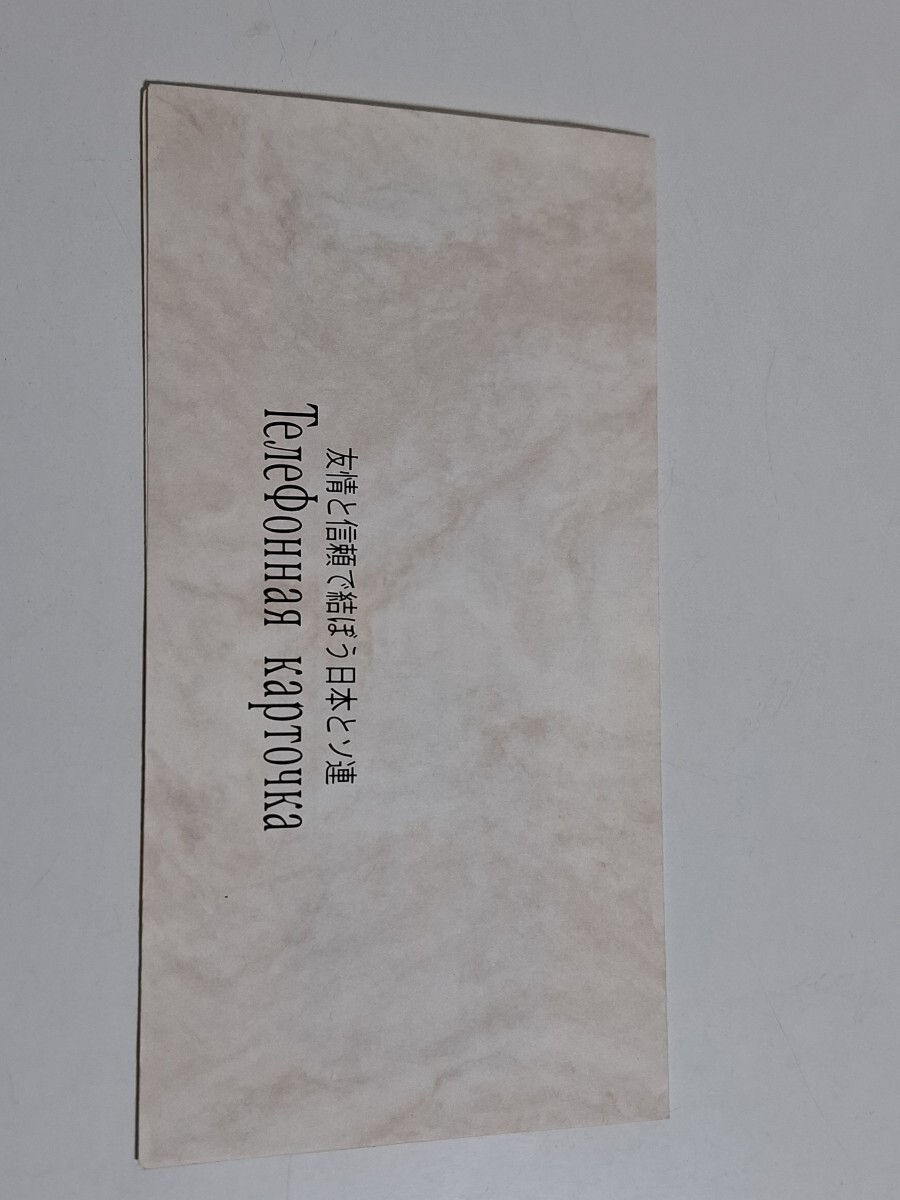 友情と信頼で結ぼう日本とソ連
ТелеФонная карточка